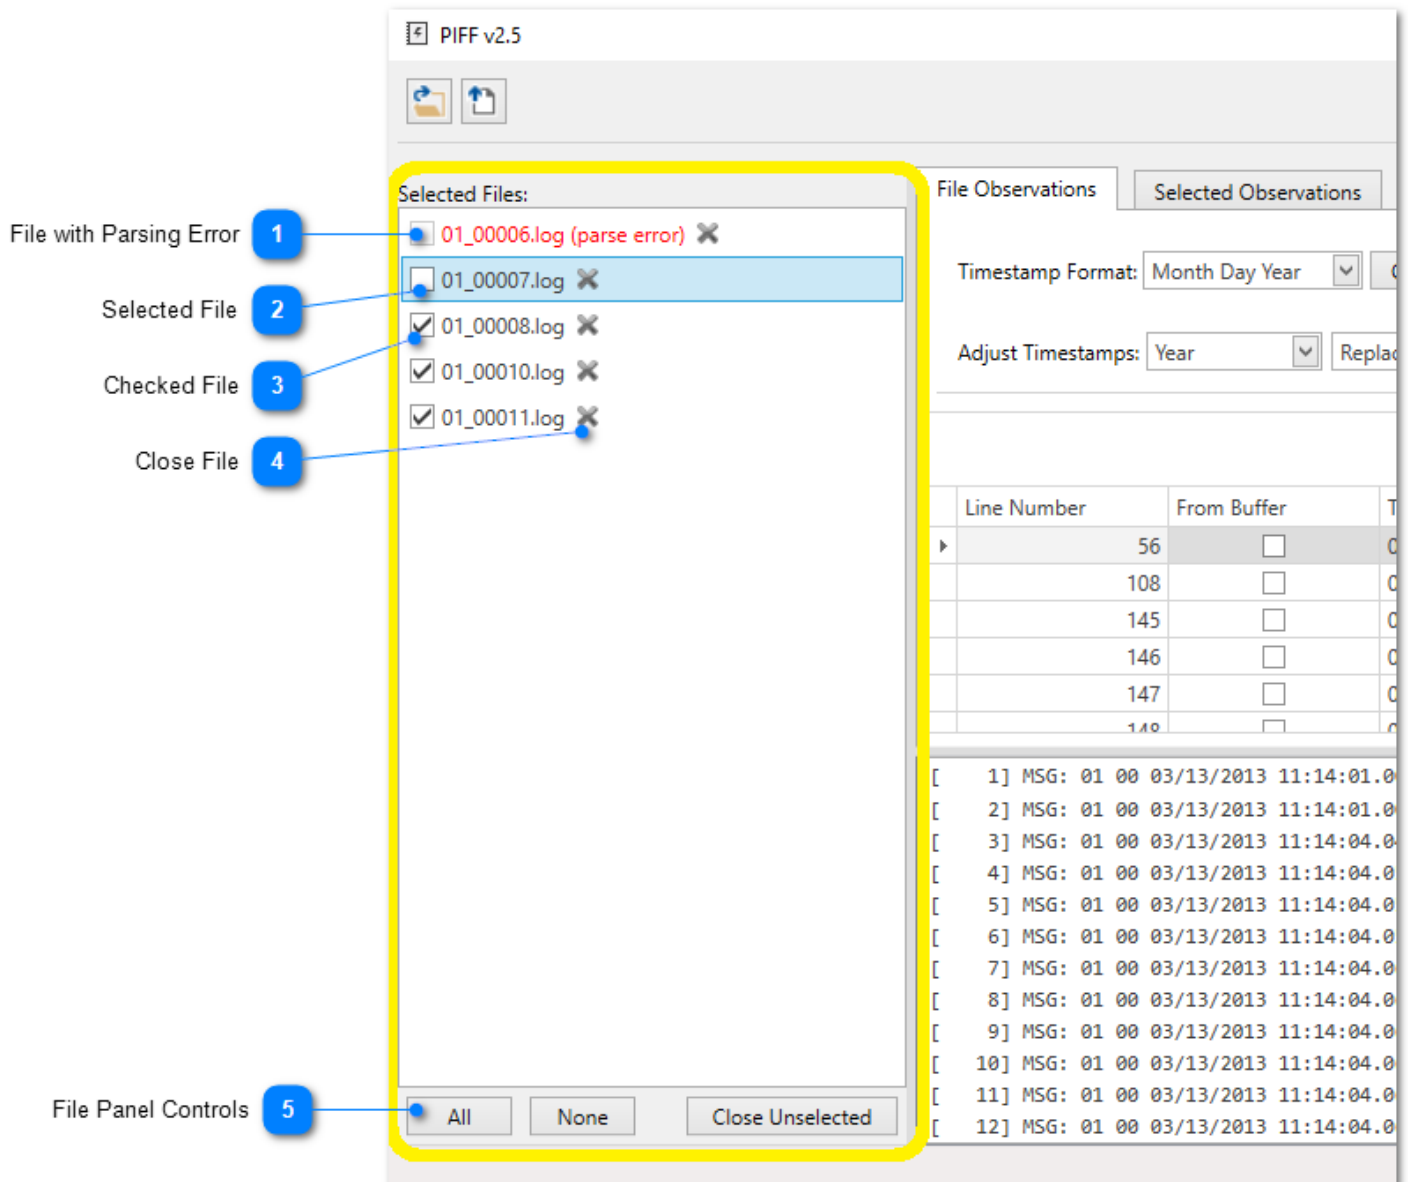 PIFF v2.5
Selected Files:
File with Parsing Error 1
01_00006.log (parse error)
Selected File 2
01_00007.log
Checked File 3
01_00008.log
01_00010.log
Close File 4
01_00011.log
File Panel Controls 5
All None Close Unselected
File Observations Selected Observations
Timestamp Format: Month Day Year
Adjust Timestamps: Year Replac
Line Number From Buffer T
56 0
108 0
145 0
146 0
147 0
148 0
[ 1] MSG: 01 00 03/13/2013 11:14:01.0
[ 2] MSG: 01 00 03/13/2013 11:14:01.0
[ 3] MSG: 01 00 03/13/2013 11:14:04.0
[ 4] MSG: 01 00 03/13/2013 11:14:04.0
[ 5] MSG: 01 00 03/13/2013 11:14:04.0
[ 6] MSG: 01 00 03/13/2013 11:14:04.0
[ 7] MSG: 01 00 03/13/2013 11:14:04.0
[ 8] MSG: 01 00 03/13/2013 11:14:04.0
[ 9] MSG: 01 00 03/13/2013 11:14:04.0
[ 10] MSG: 01 00 03/13/2013 11:14:04.0
[ 11] MSG: 01 00 03/13/2013 11:14:04.0
[ 12] MSG: 01 00 03/13/2013 11:14:04.0